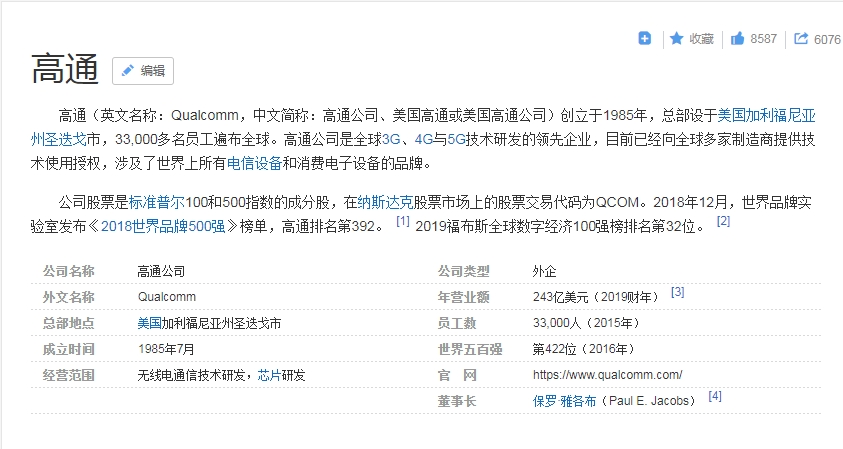 收藏 8587 6076
高通 编辑
高通（英文名称：Qualcomm，中文简称：高通公司、美国高通或美国高通公司）创立于1985年，总部设于美国加利福尼亚
州圣迭戈市，33,000多名员工遍布全球。高通公司是全球3G、4G与5G技术研发的领先企业，目前已经向全球多家制造商提供技
术使用授权，涉及了世界上所有电信设备和消费电子设备的品牌。
公司股票是标准普尔100和500指数的成分股，在纳斯达克股票市场上的股票交易代码为QCOM。2018年12月，世界品牌实
验室发布《2018世界品牌500强》榜单，高通排名第392。 [1] 2019福布斯全球数字经济100强榜排名第32位。 [2]
公司名称 高通公司 公司类型 外企
外文名称 Qualcomm 年营业额 243亿美元（2019财年） [3]
总部地点 美国加利福尼亚州圣迭戈市 员工数 33,000人（2015年）
成立时间 1985年7月 世界五百强 第422位（2016年）
经营范围 无线电通信技术研发，芯片研发 官 网 https://www.qualcomm.com/
董事长 保罗·雅各布（Paul E. Jacobs） [4]